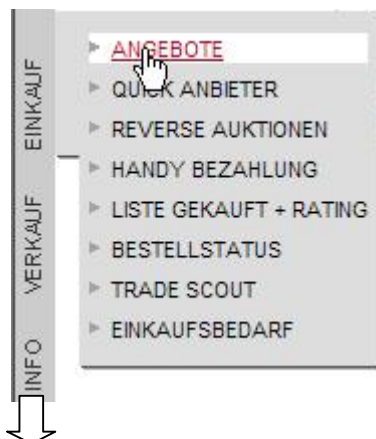 EINKAUF
VERKAUF
INFO
ANGEBOTE
QUICK ANBIETER
REVERSE AUKTIONEN
HANDY BEZAHLUNG
LISTE GEKAUFT + RATING
BESTELLSTATUS
TRADE SCOUT
EINKAUFSBEDARF